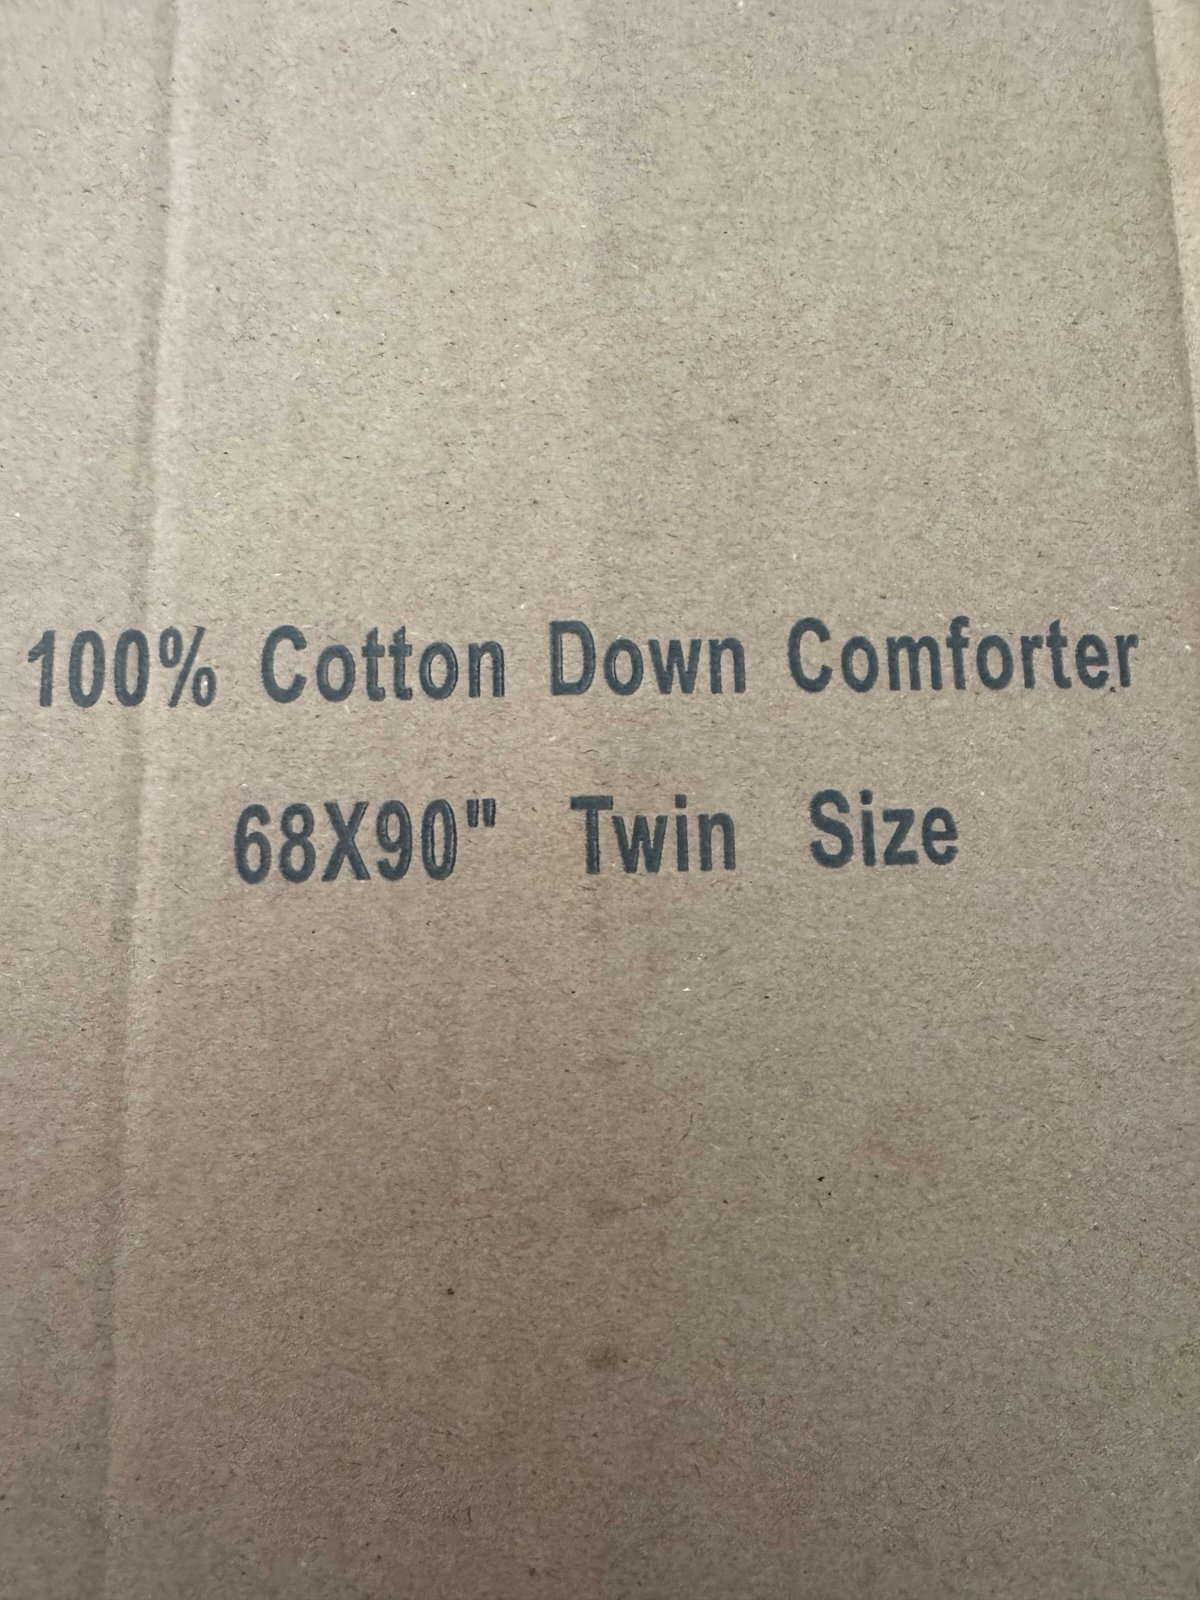 100% Cotton Down Comforter
68X90" Twin Size